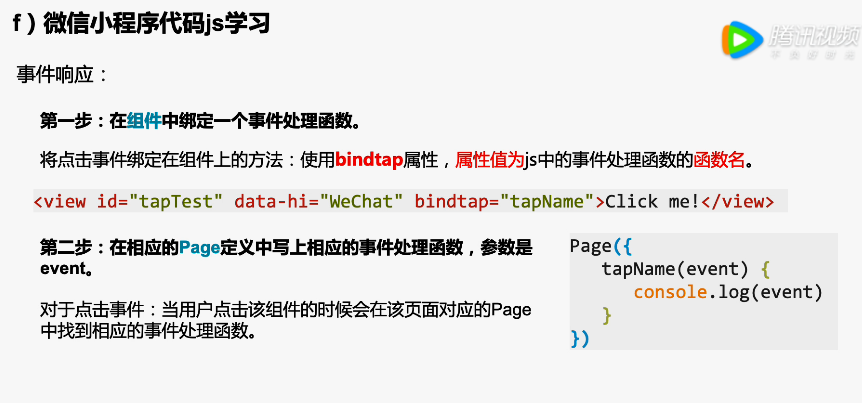 f）微信小程序代码js学习
腾讯视频
不负好时光
事件响应：
第一步：在组件中绑定一个事件处理函数。
将点击事件绑定在组件上的方法：使用bindtap属性，属性值为js中的事件处理函数的函数名。
<view id="tapTest" data-hi="WeChat" bindtap="tapName">Click me!</view>
第二步：在相应的Page定义中写上相应的事件处理函数，参数是
event。
对于点击事件：当用户点击该组件的时候会在该页面对应的Page
中找到相应的事件处理函数。
Page({
tapName(event) {
console.log(event)
}
})